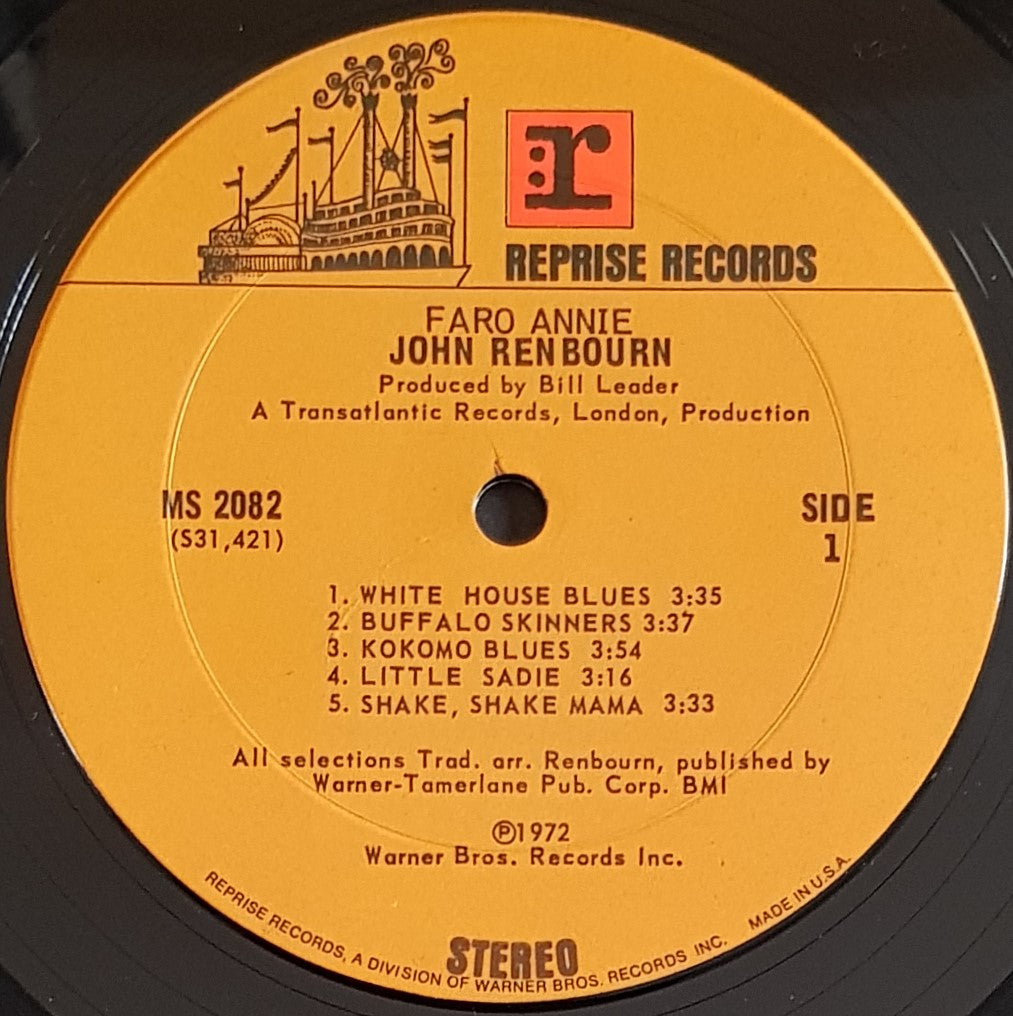 r:
REPRISE RECORDS
FARO ANNIE
JOHN RENBOURN
Produced by Bill Leader
A Transatlantic Records, London, Production
MS 2082
(S31,421)
SIDE
1
1. WHITE HOUSE BLUES 3:35
2. BUFFALO SKINNERS 3:37
3. KOKOMO BLUES 3:54
4. LITTLE SADIE 3:16
5. SHAKE, SHAKE MAMA 3:33
All selections Trad. arr. Renbourn, published by
Warner-Tamerlane Pub. Corp. BMI
℗1972
Warner Bros. Records Inc.
STEREO
REPRISE RECORDS, A DIVISION OF WARNER BROS. RECORDS INC. MADE IN U.S.A.